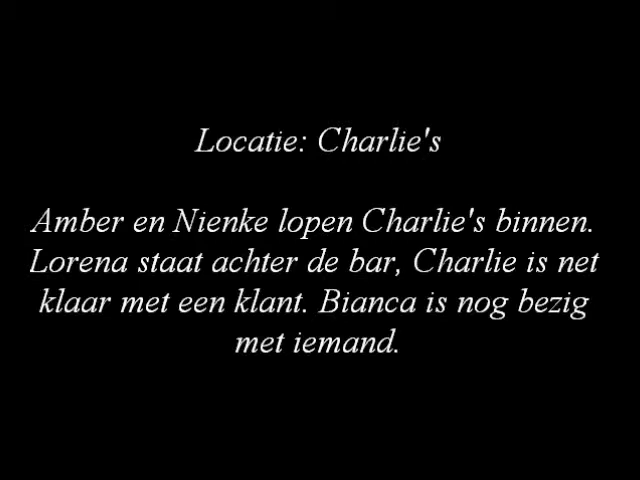 Locatie: Charlie's
Amber en Nienke lopen Charlie's binnen.
Lorena staat achter de bar, Charlie is net
klaar met een klant. Bianca is nog bezig
met iemand.